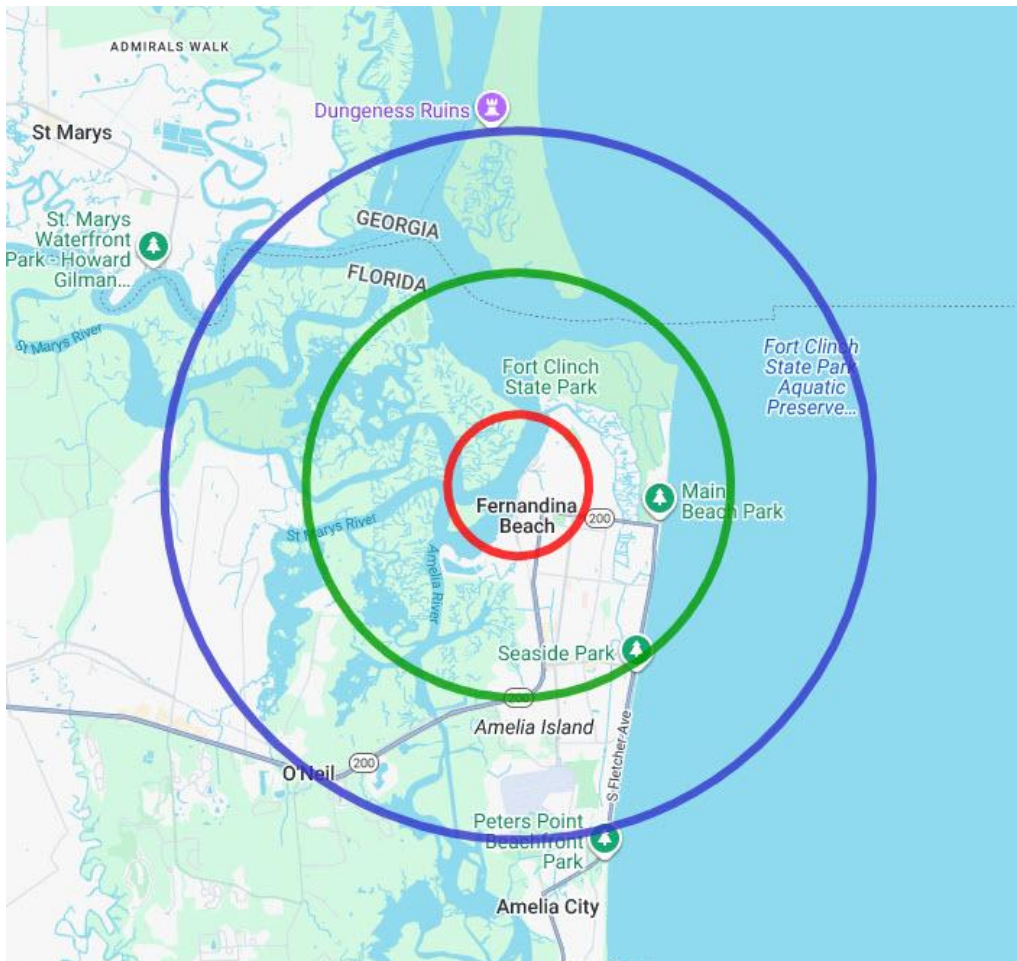 ADMIRALS WALK
Dungeness Ruins
St Marys
St. Marys
Waterfront
Park - Howard
Gilman...
GEORGIA
FLORIDA
St Marys River
Fort Clinch
State Park
Aquatic
Preserve...
Fort Clinch
State Park
Main
Beach Park
Fernandina
Beach
200
St Marys River
Amelia River
Seaside Park
200
Amelia Island
200
O'Neil
S Fletcher Ave
Peters Point
Beachfront
Park
Amelia City